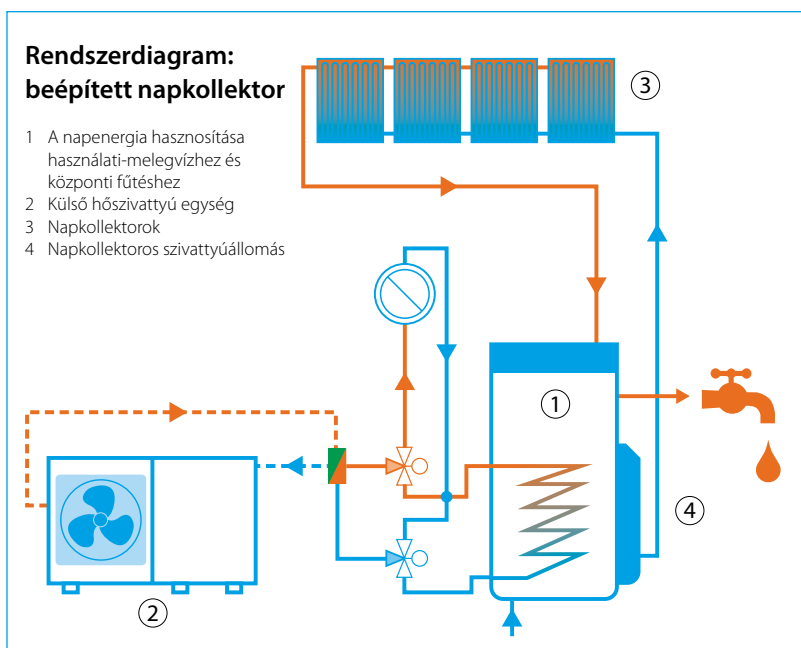 Rendszerdiagram:
beépített napkollektor
1 A napenergia hasznosítása
használati-melegvízhez és
központi fűtéshez
2 Külső hőszivattyú egység
3 Napkollektorok
4 Napkollektoros szivattyúállomás
3
1
4
2